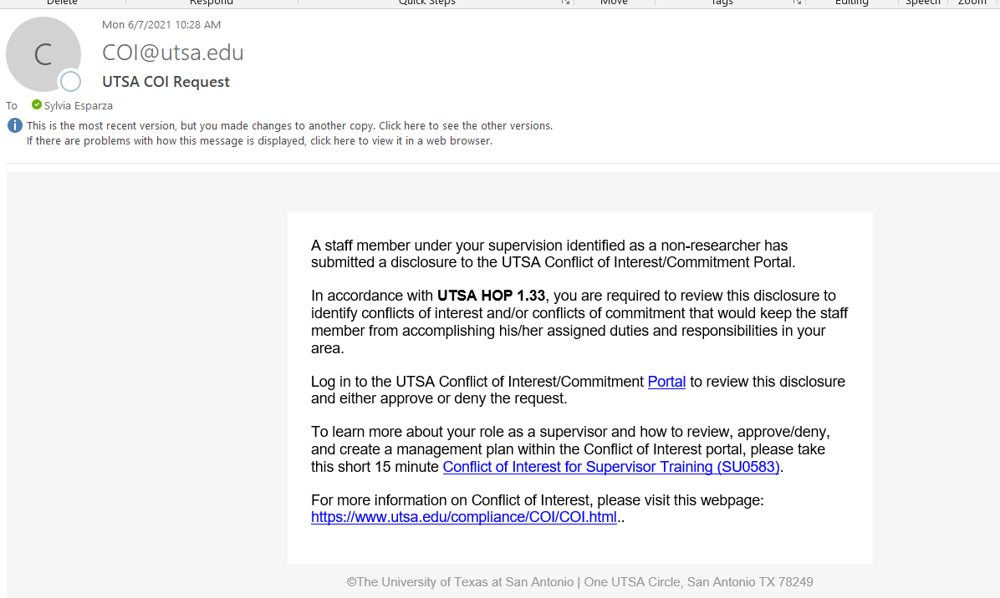 Delete Respond Quick Steps Move Tags Editing Speech Zoom
Mon 6/7/2021 10:28 AM
C
COI@utsa.edu
UTSA COI Request
To Sylvia Esparza
This is the most recent version, but you made changes to another copy. Click here to see the other versions.
If there are problems with how this message is displayed, click here to view it in a web browser.
A staff member under your supervision identified as a non-researcher has
submitted a disclosure to the UTSA Conflict of Interest/Commitment Portal.
In accordance with UTSA HOP 1.33, you are required to review this disclosure to
identify conflicts of interest and/or conflicts of commitment that would keep the staff
member from accomplishing his/her assigned duties and responsibilities in your
area.
Log in to the UTSA Conflict of Interest/Commitment Portal to review this disclosure
and either approve or deny the request.
To learn more about your role as a supervisor and how to review, approve/deny,
and create a management plan within the Conflict of Interest portal, please take
this short 15 minute Conflict of Interest for Supervisor Training (SU0583).
For more information on Conflict of Interest, please visit this webpage:
https://www.utsa.edu/compliance/COI/COI.html..
©The University of Texas at San Antonio | One UTSA Circle, San Antonio TX 78249